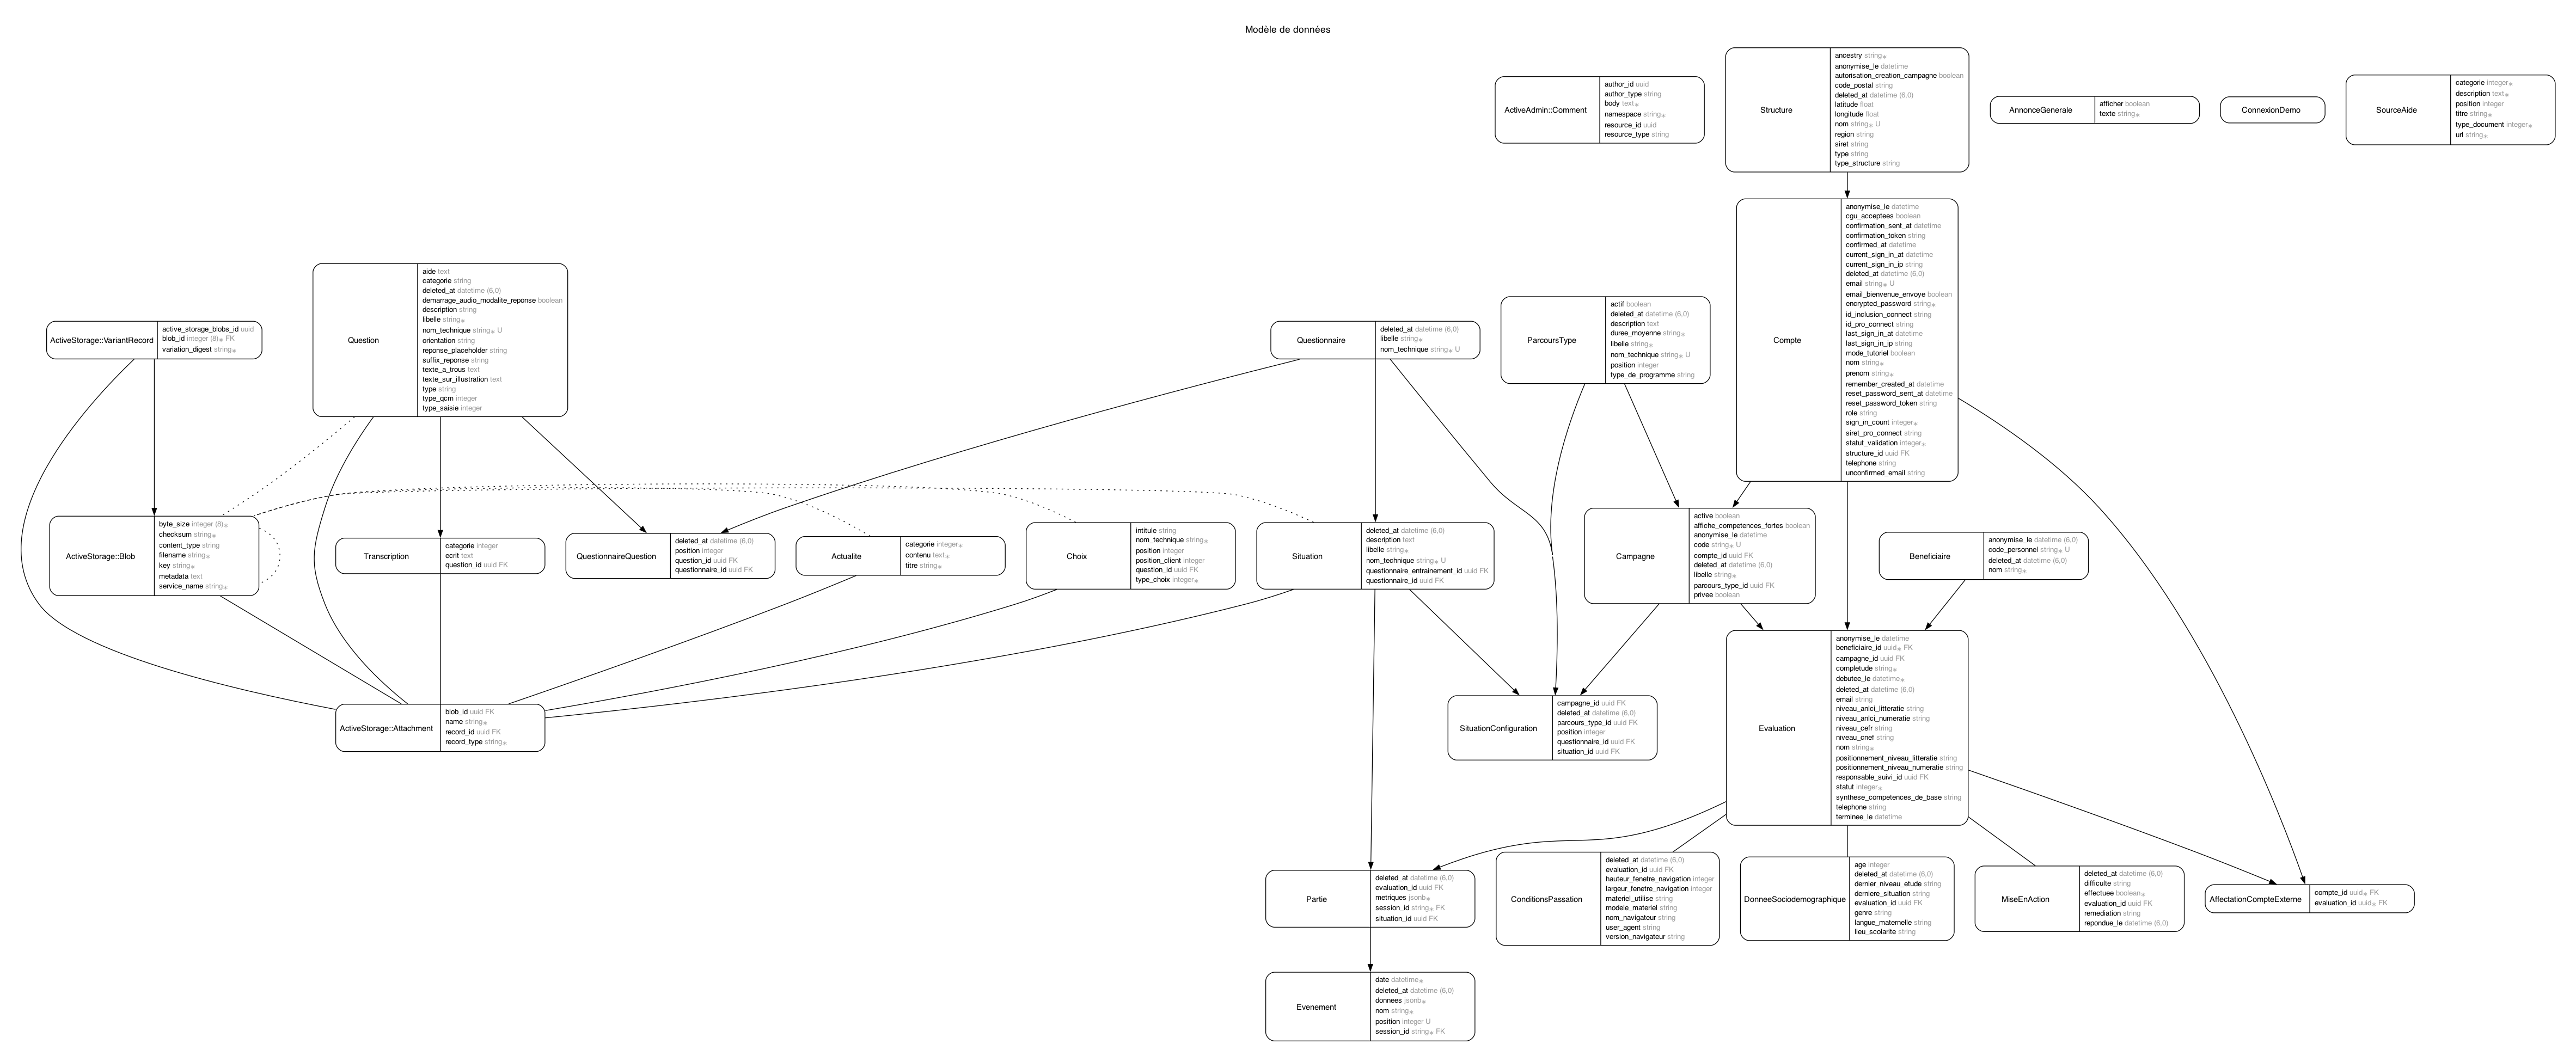 Modèle de données
ActiveAdmin::Comment
author_id uuid
author_type string
body text∗
namespace string∗
resource_id uuid
resource_type string
Structure
ancestry string∗
anonymise_le datetime
autorisation_creation_campagne boolean
code_postal string
deleted_at datetime (6,0)
latitude float
longitude float
nom string∗ U
region string
siret string
type string
type_structure string
AnnonceGenerale
afficher boolean
texte string∗
ConnexionDemo
SourceAide
categorie integer∗
description text∗
position integer
titre string∗
type_document integer∗
url string∗
Compte
anonymise_le datetime
cgu_acceptees boolean
confirmation_sent_at datetime
confirmation_token string
confirmed_at datetime
current_sign_in_at datetime
current_sign_in_ip string
deleted_at datetime (6,0)
email string∗ U
email_bienvenue_envoye boolean
encrypted_password string∗
id_inclusion_connect string
id_pro_connect string
last_sign_in_at datetime
last_sign_in_ip string
mode_tutoriel boolean
nom string∗
prenom string∗
remember_created_at datetime
reset_password_sent_at datetime
reset_password_token string
role string
sign_in_count integer∗
siret_pro_connect string
statut_validation integer∗
structure_id uuid FK
telephone string
unconfirmed_email string
ActiveStorage::VariantRecord
active_storage_blobs_id uuid
blob_id integer (8)∗ FK
variation_digest string∗
Question
aide text
categorie string
deleted_at datetime (6,0)
demarrage_audio_modalite_reponse boolean
description string
libelle string∗
nom_technique string∗ U
orientation string
reponse_placeholder string
suffix_reponse string
texte_a_trous text
texte_sur_illustration text
type string
type_qcm integer
type_saisie integer
Questionnaire
deleted_at datetime (6,0)
libelle string∗
nom_technique string∗ U
ParcoursType
actif boolean
deleted_at datetime (6,0)
description text
duree_moyenne string∗
libelle string∗
nom_technique string∗ U
position integer
type_de_programme string
ActiveStorage::Blob
byte_size integer (8)∗
checksum string∗
content_type string
filename string∗
key string∗
metadata text
service_name string∗
Transcription
categorie integer
ecrit text
question_id uuid FK
QuestionnaireQuestion
deleted_at datetime (6,0)
position integer
question_id uuid FK
questionnaire_id uuid FK
Actualite
categorie integer∗
contenu text∗
titre string∗
Choix
intitule string
nom_technique string∗
position integer
position_client integer
question_id uuid FK
type_choix integer∗
Situation
deleted_at datetime (6,0)
description text
libelle string∗
nom_technique string∗ U
questionnaire_entrainement_id uuid FK
questionnaire_id uuid FK
Campagne
active boolean
affiche_competences_fortes boolean
anonymise_le datetime
code string∗ U
compte_id uuid FK
deleted_at datetime (6,0)
libelle string∗
parcours_type_id uuid FK
privee boolean
Beneficiaire
anonymise_le datetime (6,0)
code_personnel string∗ U
deleted_at datetime (6,0)
nom string∗
ActiveStorage::Attachment
blob_id uuid FK
name string∗
record_id uuid FK
record_type string∗
SituationConfiguration
campagne_id uuid FK
deleted_at datetime (6,0)
parcours_type_id uuid FK
position integer
questionnaire_id uuid FK
situation_id uuid FK
Evaluation
anonymise_le datetime
beneficiaire_id uuid∗ FK
campagne_id uuid FK
completude string∗
debutee_le datetime∗
deleted_at datetime (6,0)
email string
niveau_anlci_litteratie string
niveau_anlci_numeratie string
niveau_cefr string
niveau_cnef string
nom string∗
positionnement_niveau_litteratie string
positionnement_niveau_numeratie string
responsable_suivi_id uuid FK
statut integer∗
synthese_competences_de_base string
telephone string
terminee_le datetime
Partie
deleted_at datetime (6,0)
evaluation_id uuid FK
metriques jsonb∗
session_id string∗ FK
situation_id uuid FK
ConditionsPassation
deleted_at datetime (6,0)
evaluation_id uuid FK
hauteur_fenetre_navigation integer
largeur_fenetre_navigation integer
materiel_utilise string
modele_materiel string
nom_navigateur string
user_agent string
version_navigateur string
DonneeSociodemographique
age integer
deleted_at datetime (6,0)
dernier_niveau_etude string
derniere_situation string
evaluation_id uuid FK
genre string
langue_maternelle string
lieu_scolarite string
MiseEnAction
deleted_at datetime (6,0)
difficulte string
effectuee boolean∗
evaluation_id uuid FK
remediation string
repondue_le datetime (6,0)
AffectationCompteExterne
compte_id uuid∗ FK
evaluation_id uuid∗ FK
Evenement
date datetime∗
deleted_at datetime (6,0)
donnees jsonb∗
nom string∗
position integer U
session_id string∗ FK